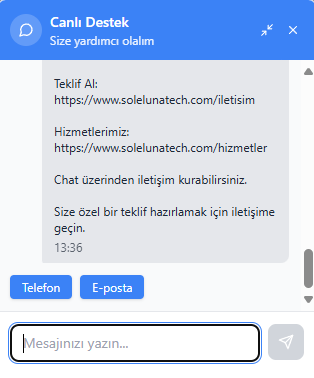 Canlı Destek
Size yardımcı olalım
Teklif Al:
https://www.solelunatech.com/iletisim
Hizmetlerimiz:
https://www.solelunatech.com/hizmetler
Chat üzerinden iletişim kurabilirsiniz.
Size özel bir teklif hazırlamak için iletişime
geçin.
13:36
Telefon
E-posta
Mesajınızı yazın...